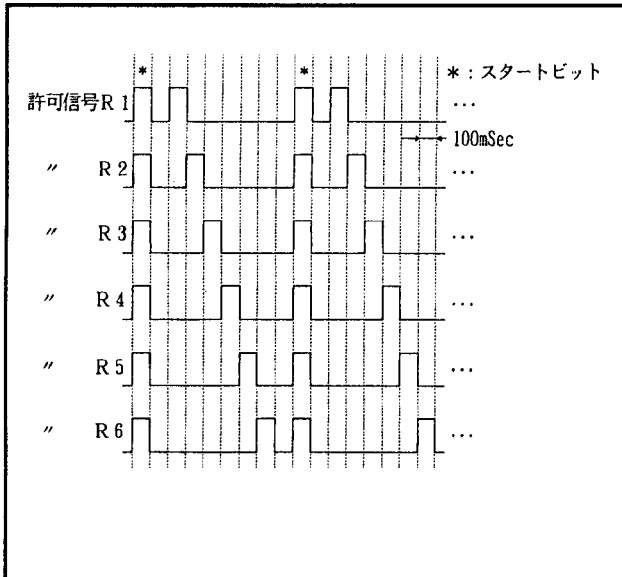 * * *：スタートビット
許可信号R 1 ...
100mSec
〃 R 2 ...
〃 R 3 ...
〃 R 4 ...
〃 R 5 ...
〃 R 6 ...